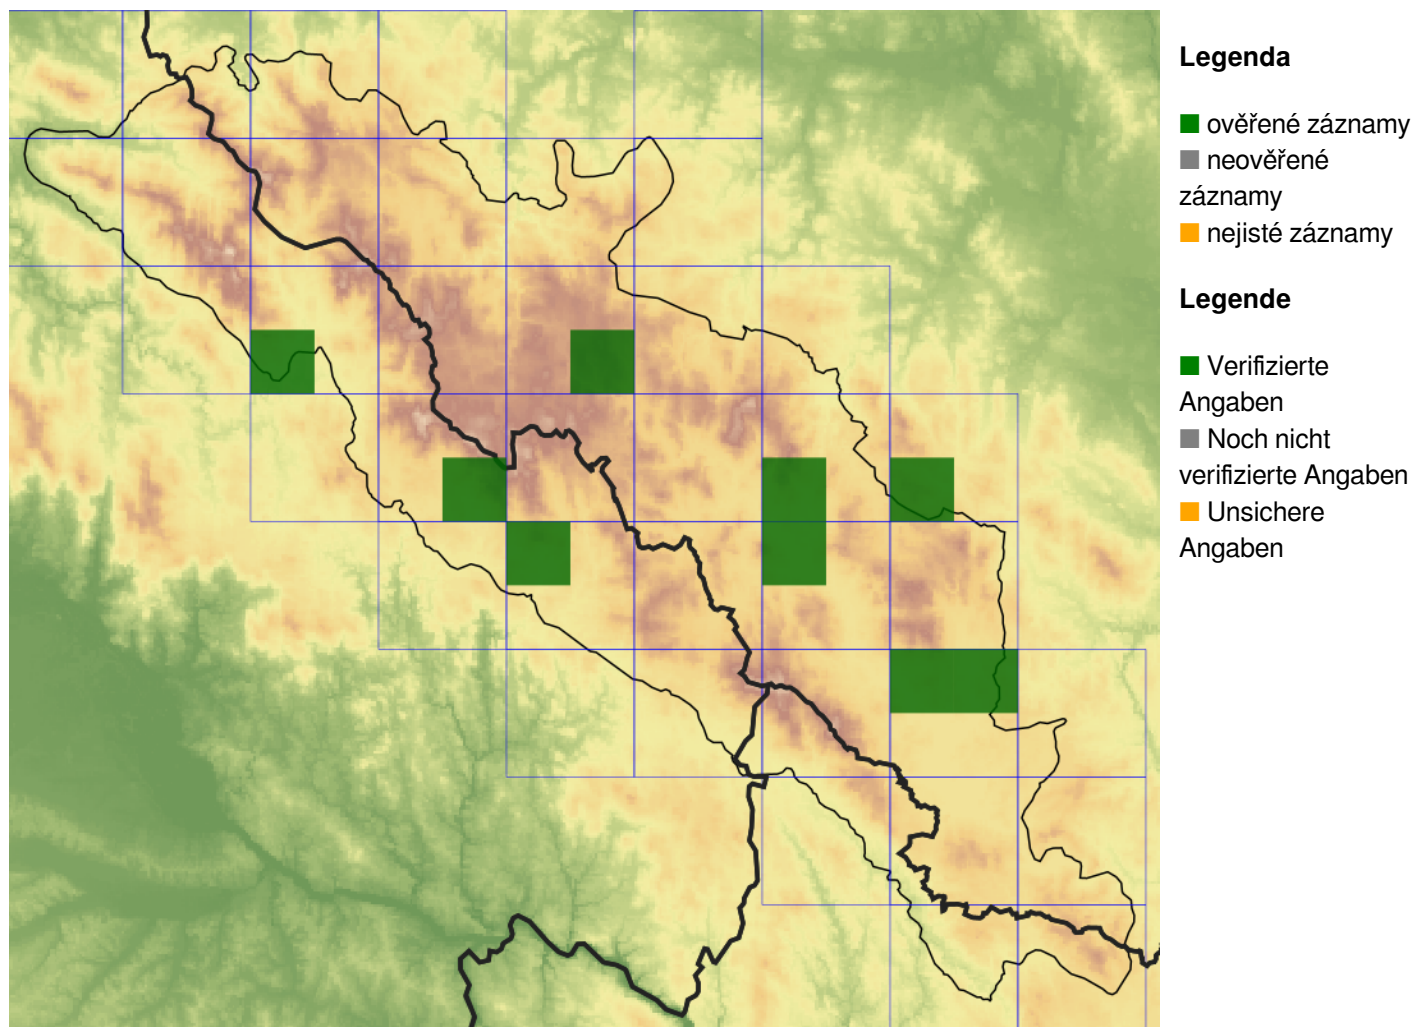 Legenda
ověřené záznamy
neověřené
záznamy
nejisté záznamy
Legende
Verifizierte
Angaben
Noch nicht
verifizierte Angaben
Unsichere
Angaben